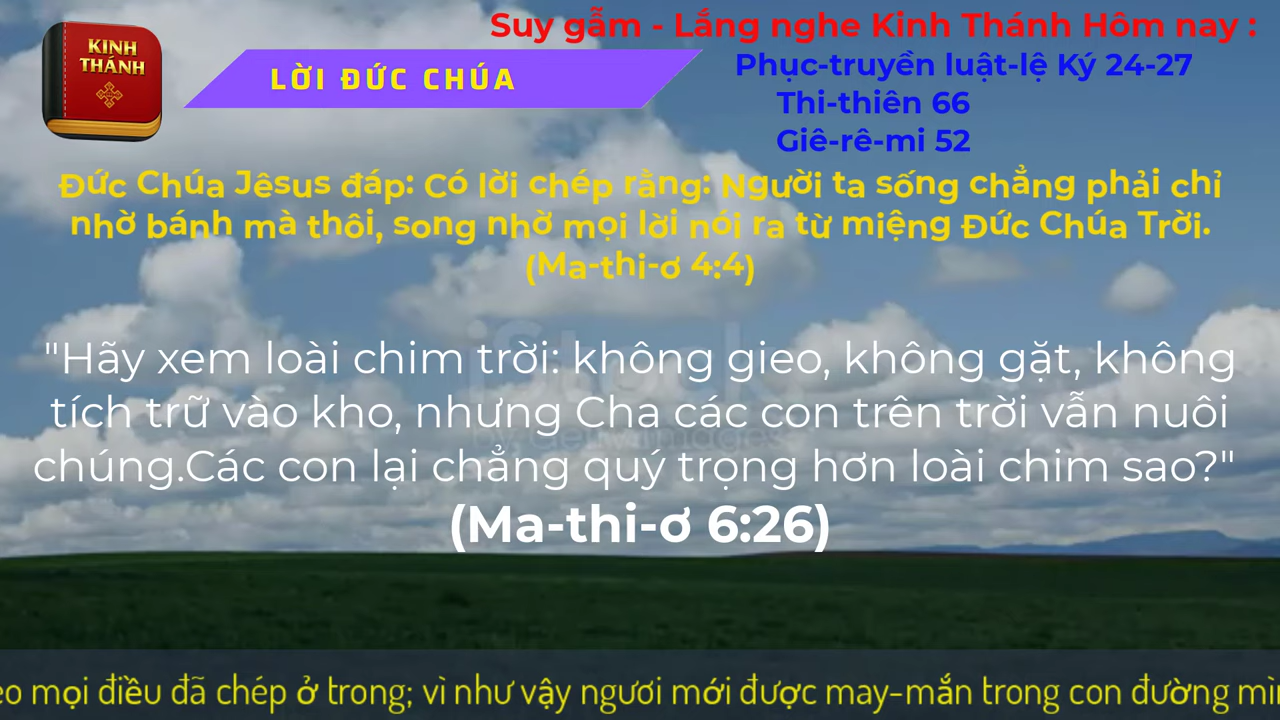 Suy gẫm - Lắng nghe Kinh Thánh Hôm nay :
KINH
THÁNH
LỜI ĐỨC CHÚA
Phục-truyền luật-lệ Ký 24-27
Thi-thiên 66
Giê-rê-mi 52
Đức Chúa Jêsus đáp: Có lời chép rằng: Người ta sống chẳng phải chỉ
nhờ bánh mà thôi, song nhờ mọi lời nói ra từ miệng Đức Chúa Trời.
(Ma-thi-ơ 4:4)
iStock
by Getty Images
"Hãy xem loài chim trời: không gieo, không gặt, không
tích trữ vào kho, nhưng Cha các con trên trời vẫn nuôi
chúng.Các con lại chẳng quý trọng hơn loài chim sao?"
(Ma-thi-ơ 6:26)
eo mọi điều đã chép ở trong; vì như vậy ngươi mới được may-mắn trong con đường